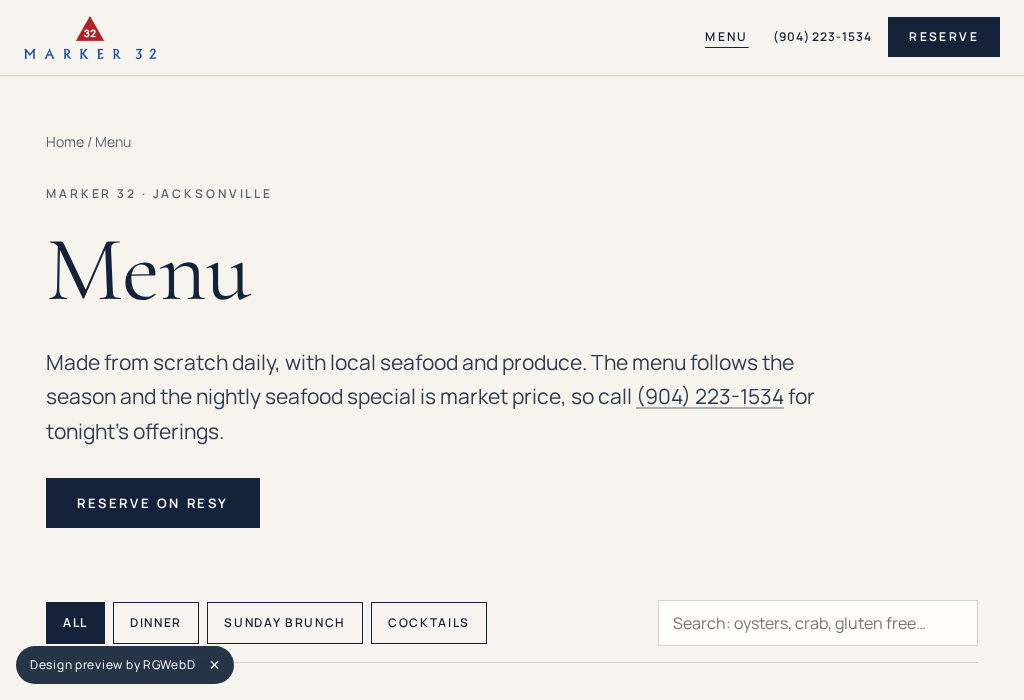 32
MARKER 32
MENU
(904) 223-1534
RESERVE
Home / Menu
MARKER 32 · JACKSONVILLE
Menu
Made from scratch daily, with local seafood and produce. The menu follows the
season and the nightly seafood special is market price, so call (904) 223-1534 for
tonight's offerings.
RESERVE ON RESY
ALL
DINNER
SUNDAY BRUNCH
COCKTAILS
Search: oysters, crab, gluten free...
Design preview by RGWebD ×